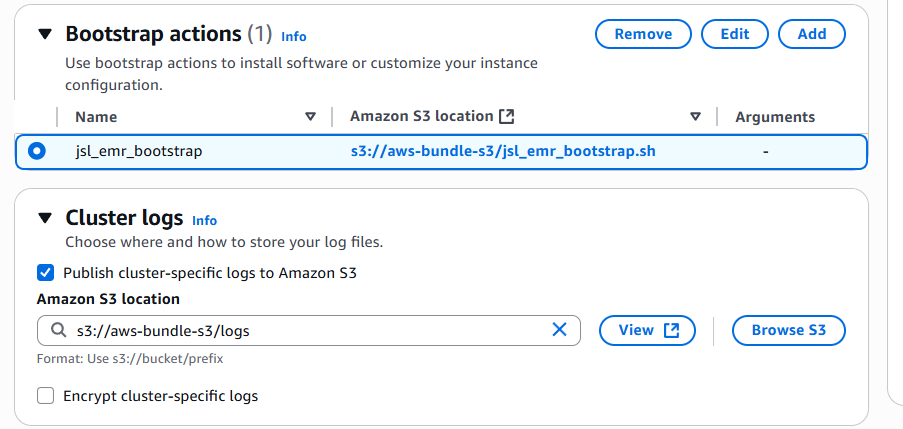 Bootstrap actions (1) Info
Remove
Edit
Add
Use bootstrap actions to install software or customize your instance
configuration.
Name
Amazon S3 location
Arguments
jsl_emr_bootstrap
s3://aws-bundle-s3/jsl_emr_bootstrap.sh
-
Cluster logs Info
Choose where and how to store your log files.
Publish cluster-specific logs to Amazon S3
Amazon S3 location
s3://aws-bundle-s3/logs
View
Browse S3
Format: Use s3://bucket/prefix
Encrypt cluster-specific logs